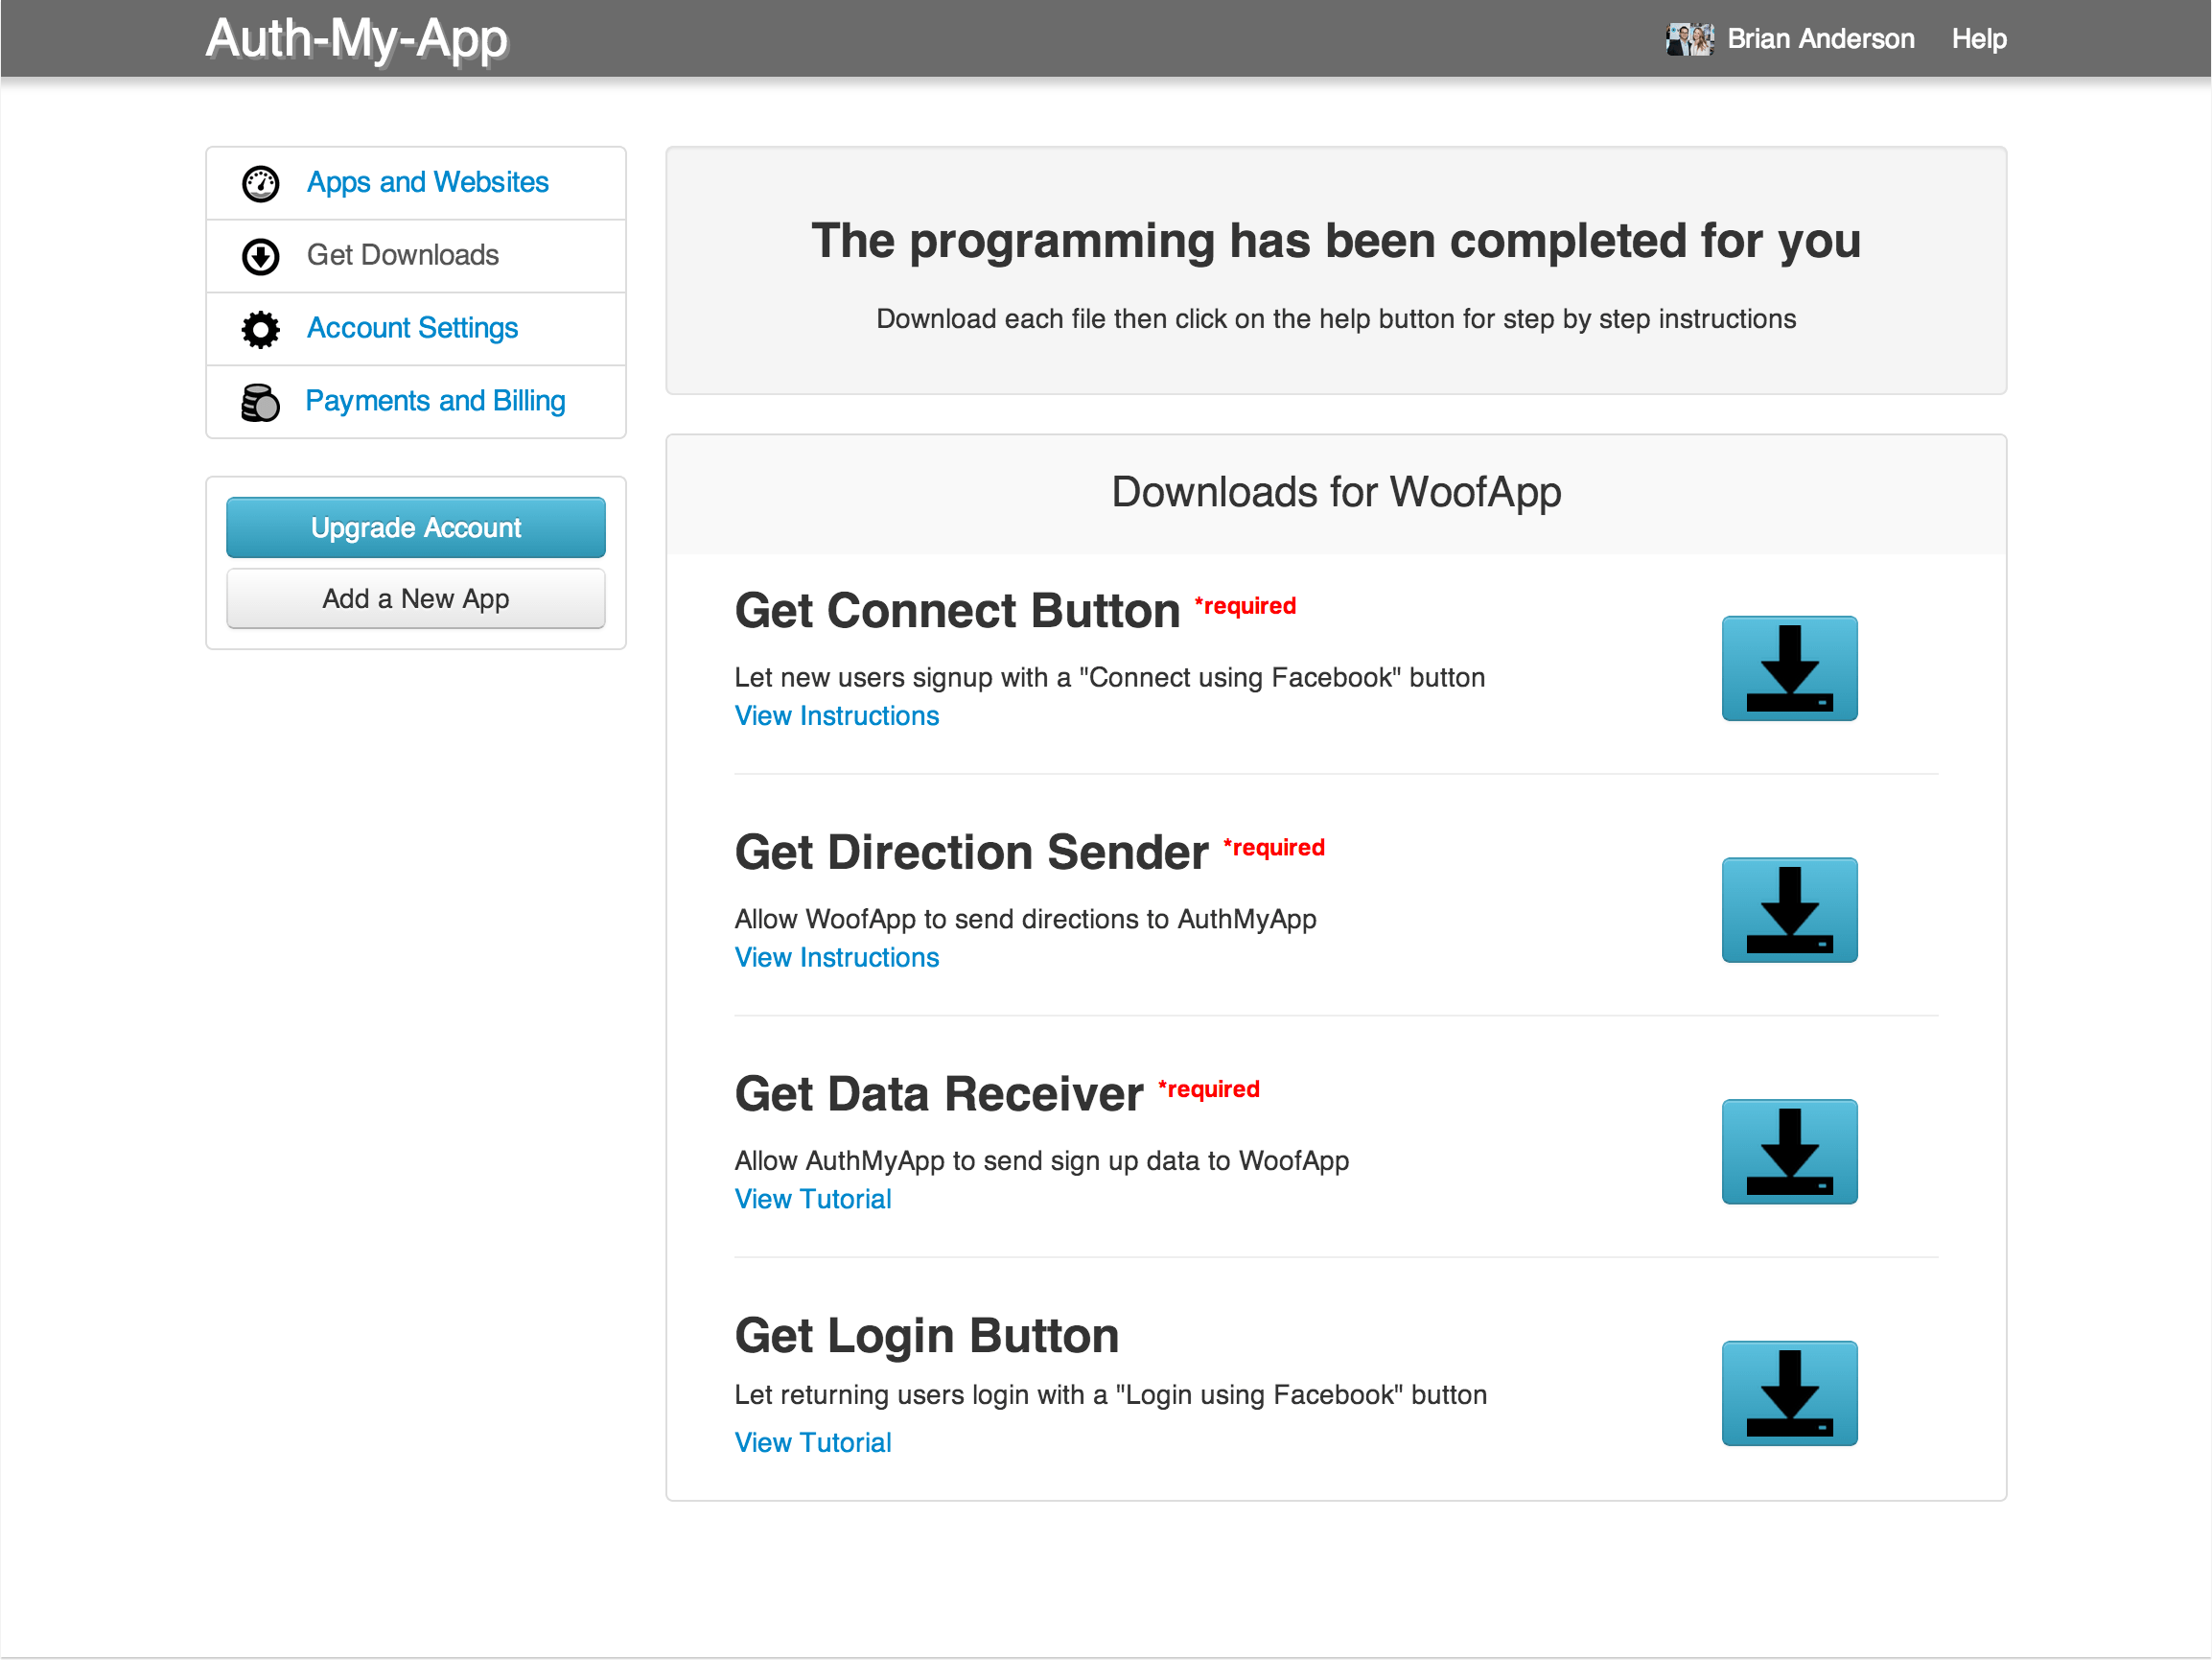 Auth-My-App
Brian Anderson
Help
Apps and Websites
Get Downloads
Account Settings
Payments and Billing
Upgrade Account
Add a New App
The programming has been completed for you
Download each file then click on the help button for step by step instructions
Downloads for WoofApp
Get Connect Button *required
Let new users signup with a "Connect using Facebook" button
View Instructions
Get Direction Sender *required
Allow WoofApp to send directions to AuthMyApp
View Instructions
Get Data Receiver *required
Allow AuthMyApp to send sign up data to WoofApp
View Tutorial
Get Login Button
Let returning users login with a "Login using Facebook" button
View Tutorial